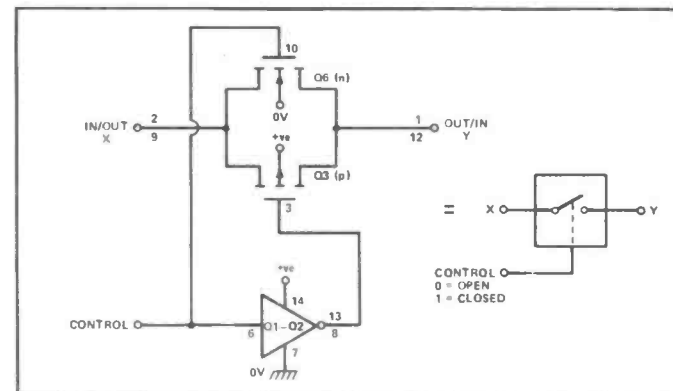 10
Q6 (n)
0V
+ve
IN/OUT
X
2
9
1
12
OUT/IN
Y
Q3 (p)
3
= X Y
CONTROL
0 = OPEN
1 = CLOSED
+ve
14
CONTROL
6
Q1-Q2
13
8
7
0V